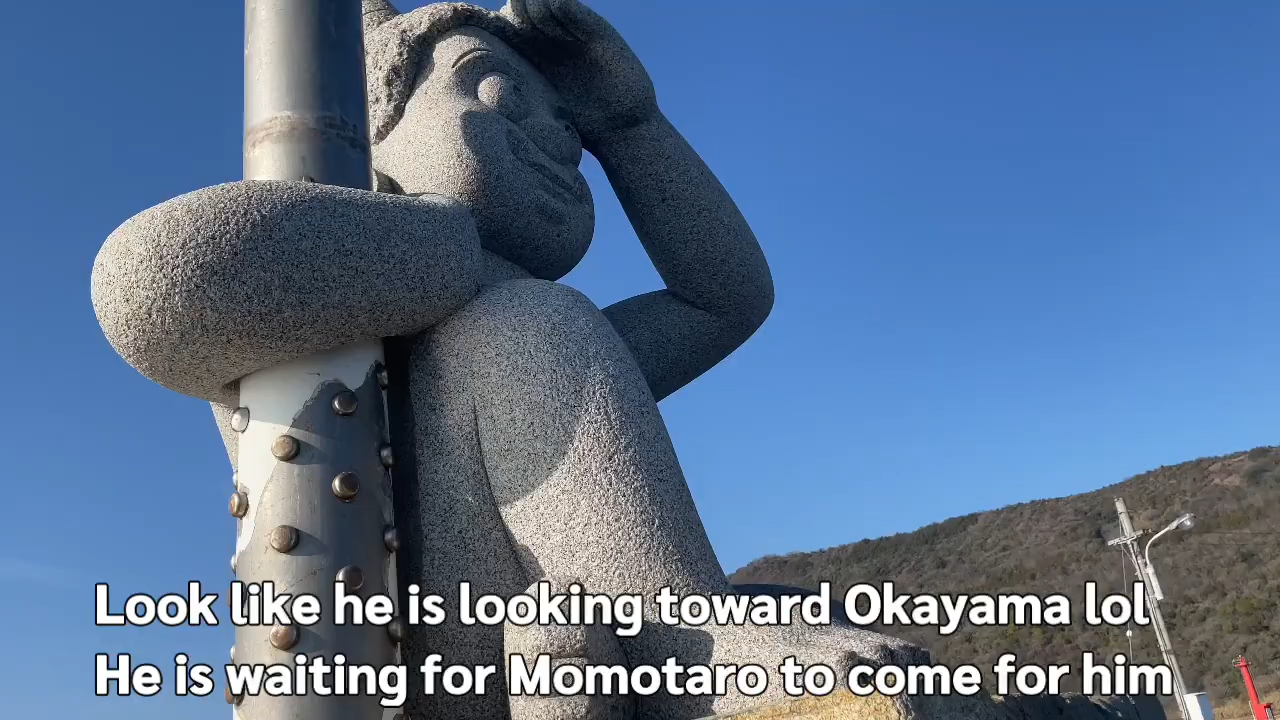 Look like he is looking toward Okayama lol
He is waiting for Momotaro to come for him